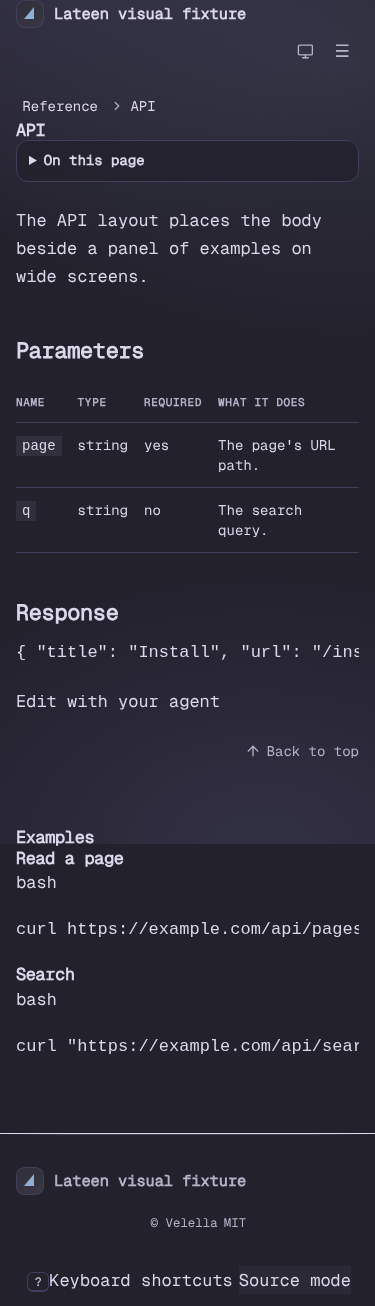 Lateen visual fixture
Reference > API
API
▶ On this page
The API layout places the body
beside a panel of examples on
wide screens.
Parameters
NAME TYPE REQUIRED WHAT IT DOES
page string yes The page's URL
path.
q string no The search
query.
Response
{ "title": "Install", "url": "/ins
Edit with your agent
↑ Back to top
Examples
Read a page
bash
curl https://example.com/api/pages
Search
bash
curl "https://example.com/api/sear
Lateen visual fixture
© Velella MIT
? Keyboard shortcuts Source mode